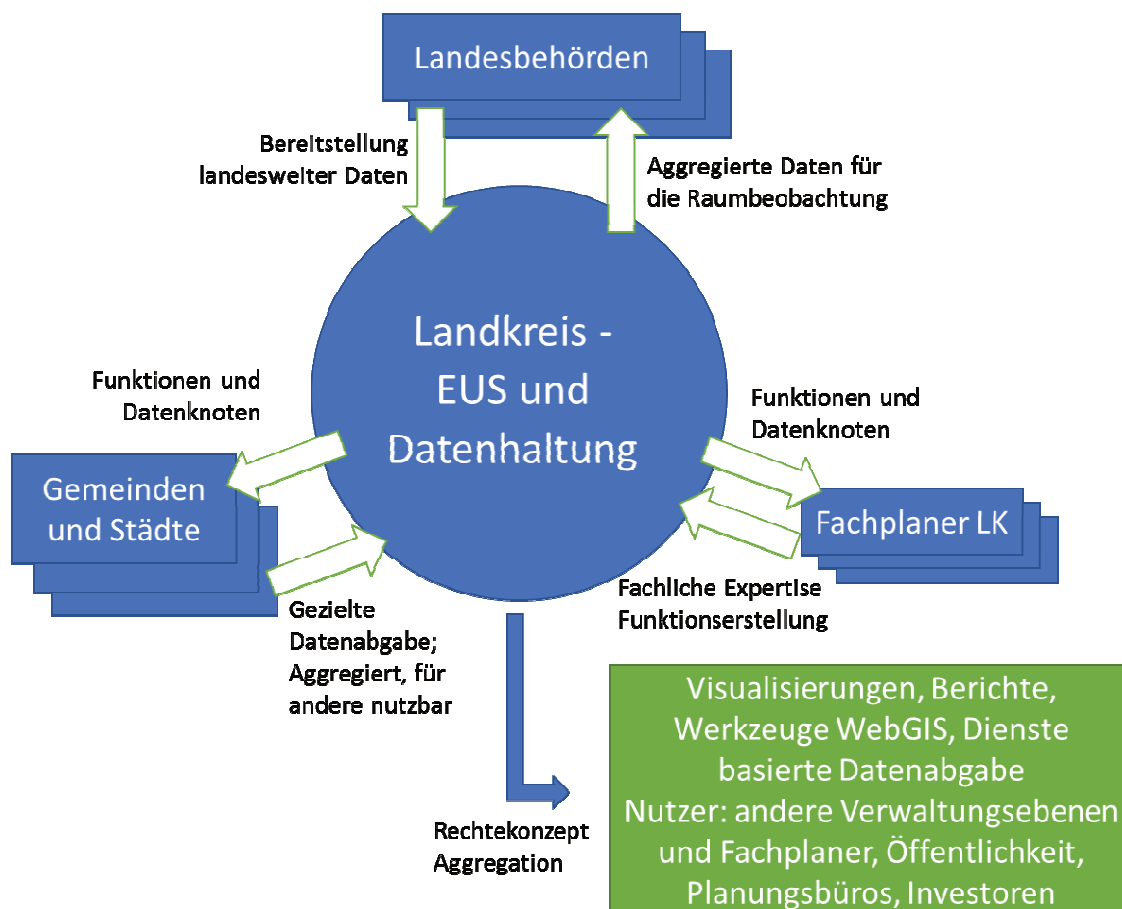 Landesbehörden
Bereitstellung
landesweiter Daten
Aggregierte Daten für
die Raumbeobachtung
Landkreis -
EUS und
Datenhaltung
Funktionen und
Datenknoten
Gemeinden
und Städte
Gezielte
Datenabgabe;
Aggregiert, für
andere nutzbar
Funktionen und
Datenknoten
Fachplaner LK
Fachliche Expertise
Funktionserstellung
Rechtekonzept
Aggregation
Visualisierungen, Berichte,
Werkzeuge WebGIS, Dienste
basierte Datenabgabe
Nutzer: andere Verwaltungsebenen
und Fachplaner, Öffentlichkeit,
Planungsbüros, Investoren